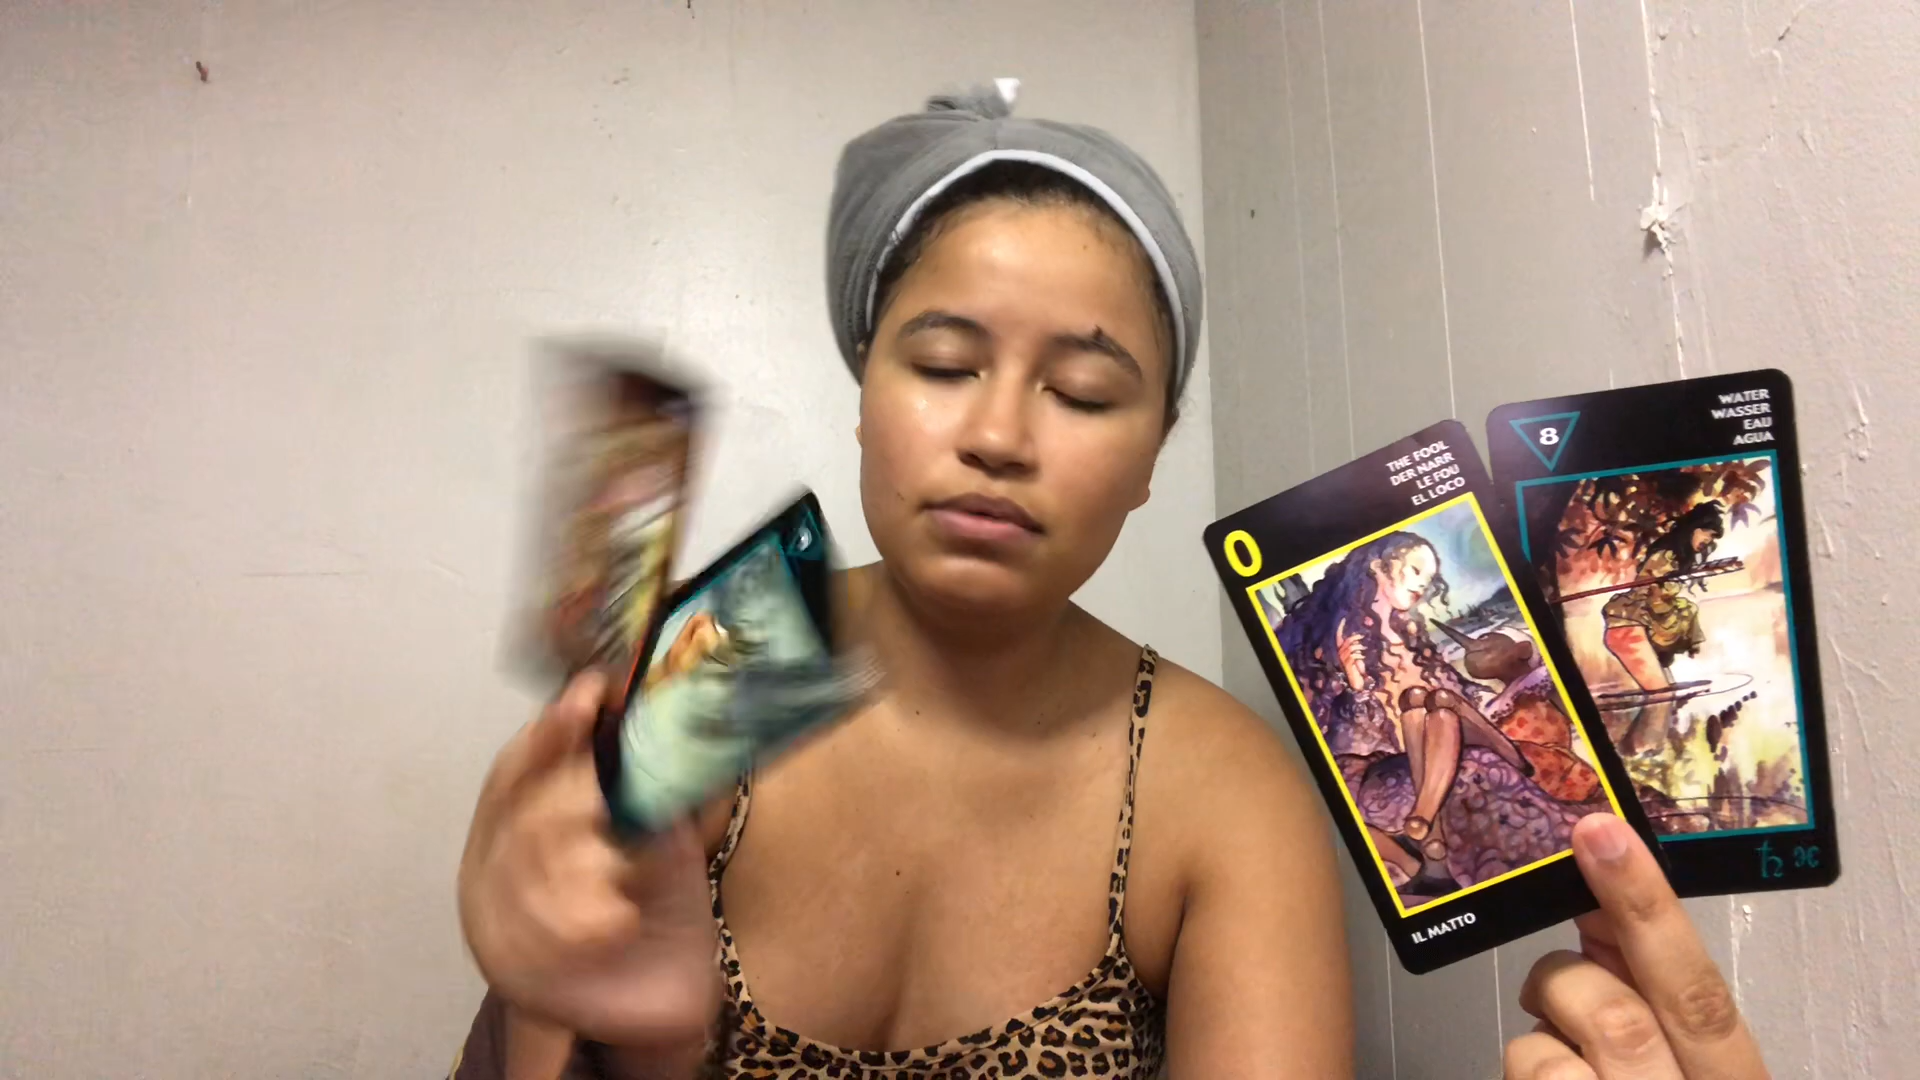 THE FOOL
DER NARR
LE FOU
EL LOCO
0
IL MATTO
8
WATER
WASSER
EAU
AGUA